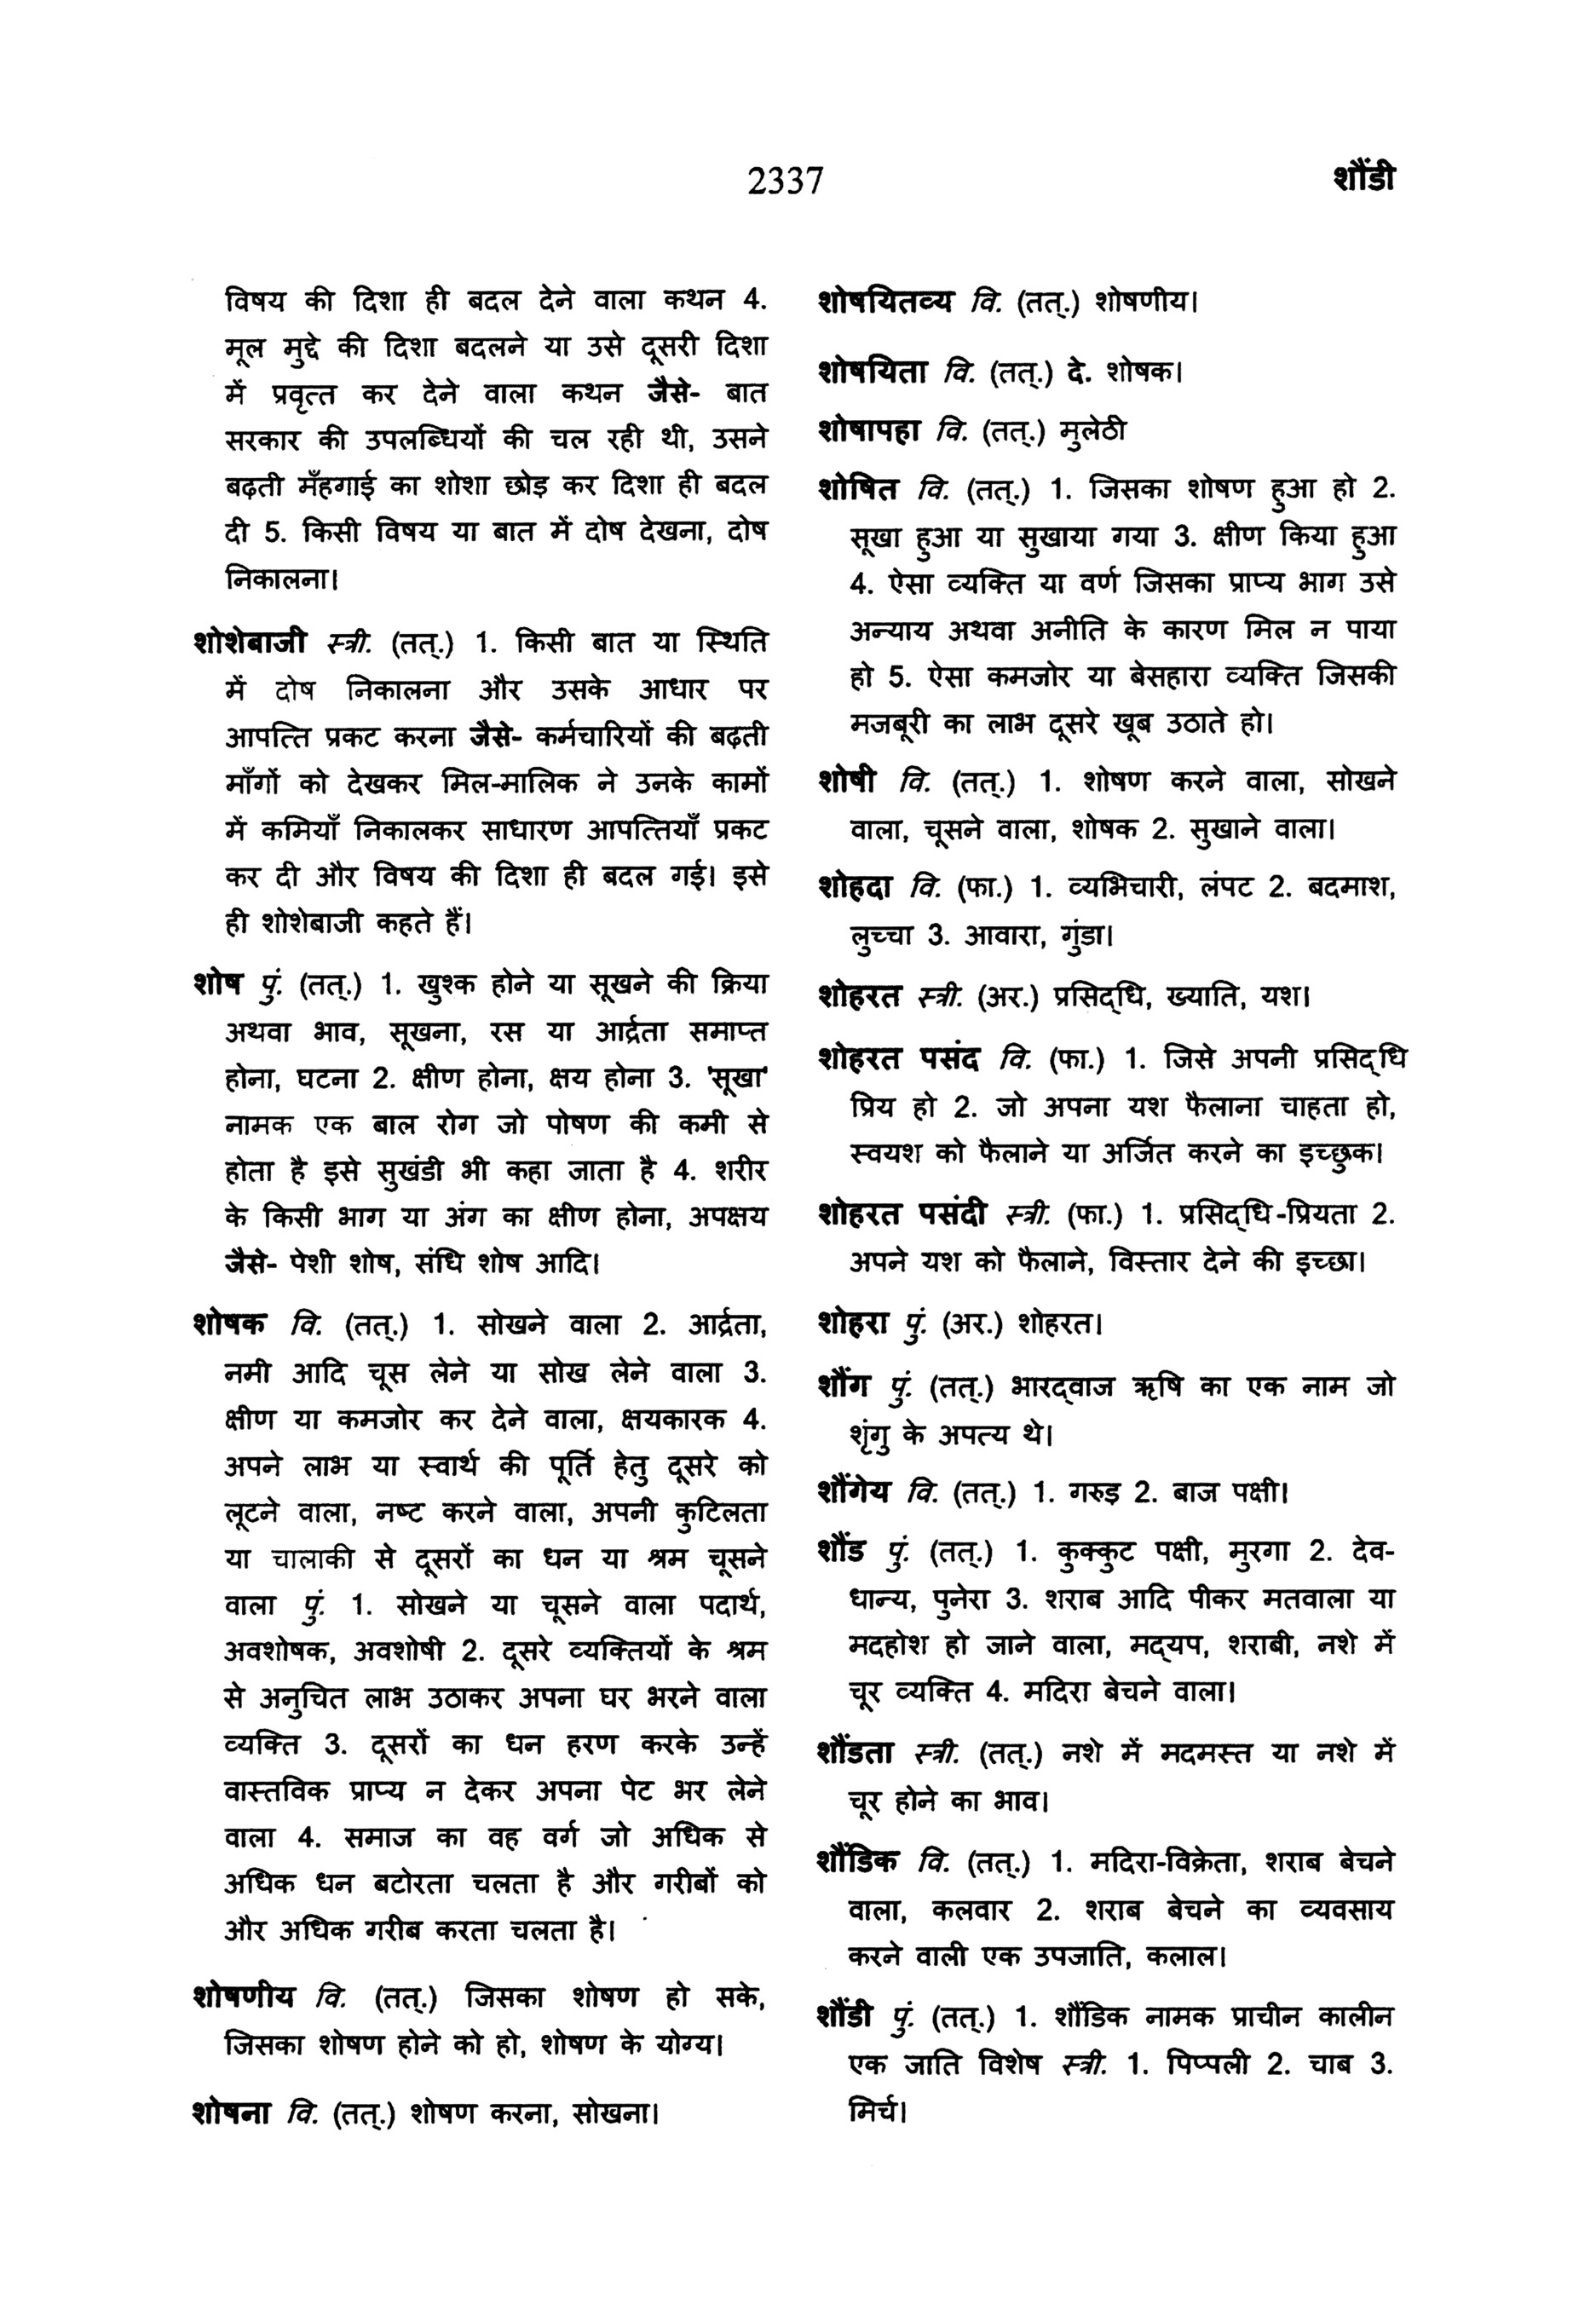 2337
शौंडी
विषय की दिशा ही बदल देने वाला कथन 4.
मूल मुद्दे की दिशा बदलने या उसे दूसरी दिशा
में प्रवृत्त कर देने वाला कथन जैसे- बात
सरकार की उपलब्धियों की चल रही थी, उसने
बढ़ती मँहगाई का शोशा छोड़ कर दिशा ही बदल
दी 5. किसी विषय या बात में दोष देखना, दोष
निकालना।
शोशेबाजी स्त्री. (तत्.) 1. किसी बात या स्थिति
में दोष निकालना और उसके आधार पर
आपत्ति प्रकट करना जैसे- कर्मचारियों की बढ़ती
माँगों को देखकर मिल-मालिक ने उनके कामों
में कमियाँ निकालकर साधारण आपत्तियाँ प्रकट
कर दी और विषय की दिशा ही बदल गई। इसे
ही शोशेबाजी कहते हैं।
शोष पुं. (तत्.) 1. खुश्क होने या सूखने की क्रिया
अथवा भाव, सूखना, रस या आर्द्रता समाप्त
होना, घटना 2. क्षीण होना, क्षय होना 3. 'सूखा'
नामक एक बाल रोग जो पोषण की कमी से
होता है इसे सुखंडी भी कहा जाता है 4. शरीर
के किसी भाग या अंग का क्षीण होना, अपक्षय
जैसे- पेशी शोष, संधि शोष आदि।
शोषक वि. (तत्.) 1. सोखने वाला 2. आर्द्रता,
नमी आदि चूस लेने या सोख लेने वाला 3.
क्षीण या कमजोर कर देने वाला, क्षयकारक 4.
अपने लाभ या स्वार्थ की पूर्ति हेतु दूसरे को
लूटने वाला, नष्ट करने वाला, अपनी कुटिलता
या चालाकी से दूसरों का धन या श्रम चूसने
वाला पुं. 1. सोखने या चूसने वाला पदार्थ,
अवशोषक, अवशोषी 2. दूसरे व्यक्तियों के श्रम
से अनुचित लाभ उठाकर अपना घर भरने वाला
व्यक्ति 3. दूसरों का धन हरण करके उन्हें
वास्तविक प्राप्य न देकर अपना पेट भर लेने
वाला 4. समाज का वह वर्ग जो अधिक से
अधिक धन बटोरता चलता है और गरीबों को
और अधिक गरीब करता चलता है।
शोषणीय वि. (तत्.) जिसका शोषण हो सके,
जिसका शोषण होने को हो, शोषण के योग्य।
शोषना वि. (तत्.) शोषण करना, सोखना।
शोषयितव्य वि. (तत्.) शोषणीय।
शोषयिता वि. (तत्.) दे. शोषक।
शोषापहा वि. (तत्.) मुलेठी
शोषित वि. (तत्.) 1. जिसका शोषण हुआ हो 2.
सूखा हुआ या सुखाया गया 3. क्षीण किया हुआ
4. ऐसा व्यक्ति या वर्ण जिसका प्राप्य भाग उसे
अन्याय अथवा अनीति के कारण मिल न पाया
हो 5. ऐसा कमजोर या बेसहारा व्यक्ति जिसकी
मजबूरी का लाभ दूसरे खूब उठाते हो।
शोषी वि. (तत्.) 1. शोषण करने वाला, सोखने
वाला, चूसने वाला, शोषक 2. सुखाने वाला।
शोहदा वि. (फा.) 1. व्यभिचारी, लंपट 2. बदमाश,
लुच्चा 3. आवारा, गुंडा।
शोहरत स्त्री. (अर.) प्रसिद्धि, ख्याति, यश।
शोहरत पसंद वि. (फा.) 1. जिसे अपनी प्रसिद्धि
प्रिय हो 2. जो अपना यश फैलाना चाहता हो,
स्वयश को फैलाने या अर्जित करने का इच्छुक।
शोहरत पसंदी स्त्री. (फा.) 1. प्रसिद्धि-प्रियता 2.
अपने यश को फैलाने, विस्तार देने की इच्छा।
शोहरा पुं. (अर.) शोहरत।
शौंग पुं. (तत्.) भारद्वाज ऋषि का एक नाम जो
शृंगु के अपत्य थे।
शौंगेय वि. (तत्.) 1. गरुड़ 2. बाज पक्षी।
शौंड पुं. (तत्.) 1. कुक्कुट पक्षी, मुरगा 2. देव-
धान्य, पुनेरा 3. शराब आदि पीकर मतवाला या
मदहोश हो जाने वाला, मद्यप, शराबी, नशे में
चूर व्यक्ति 4. मदिरा बेचने वाला।
शौंडता स्त्री. (तत्.) नशे में मदमस्त या नशे में
चूर होने का भाव।
शौंडिक वि. (तत्.) 1. मदिरा-विक्रेता, शराब बेचने
वाला, कलवार 2. शराब बेचने का व्यवसाय
करने वाली एक उपजाति, कलाल।
शौंडी पुं. (तत्.) 1. शौंडिक नामक प्राचीन कालीन
एक जाति विशेष स्त्री. 1. पिप्पली 2. चाब 3.
मिर्च।